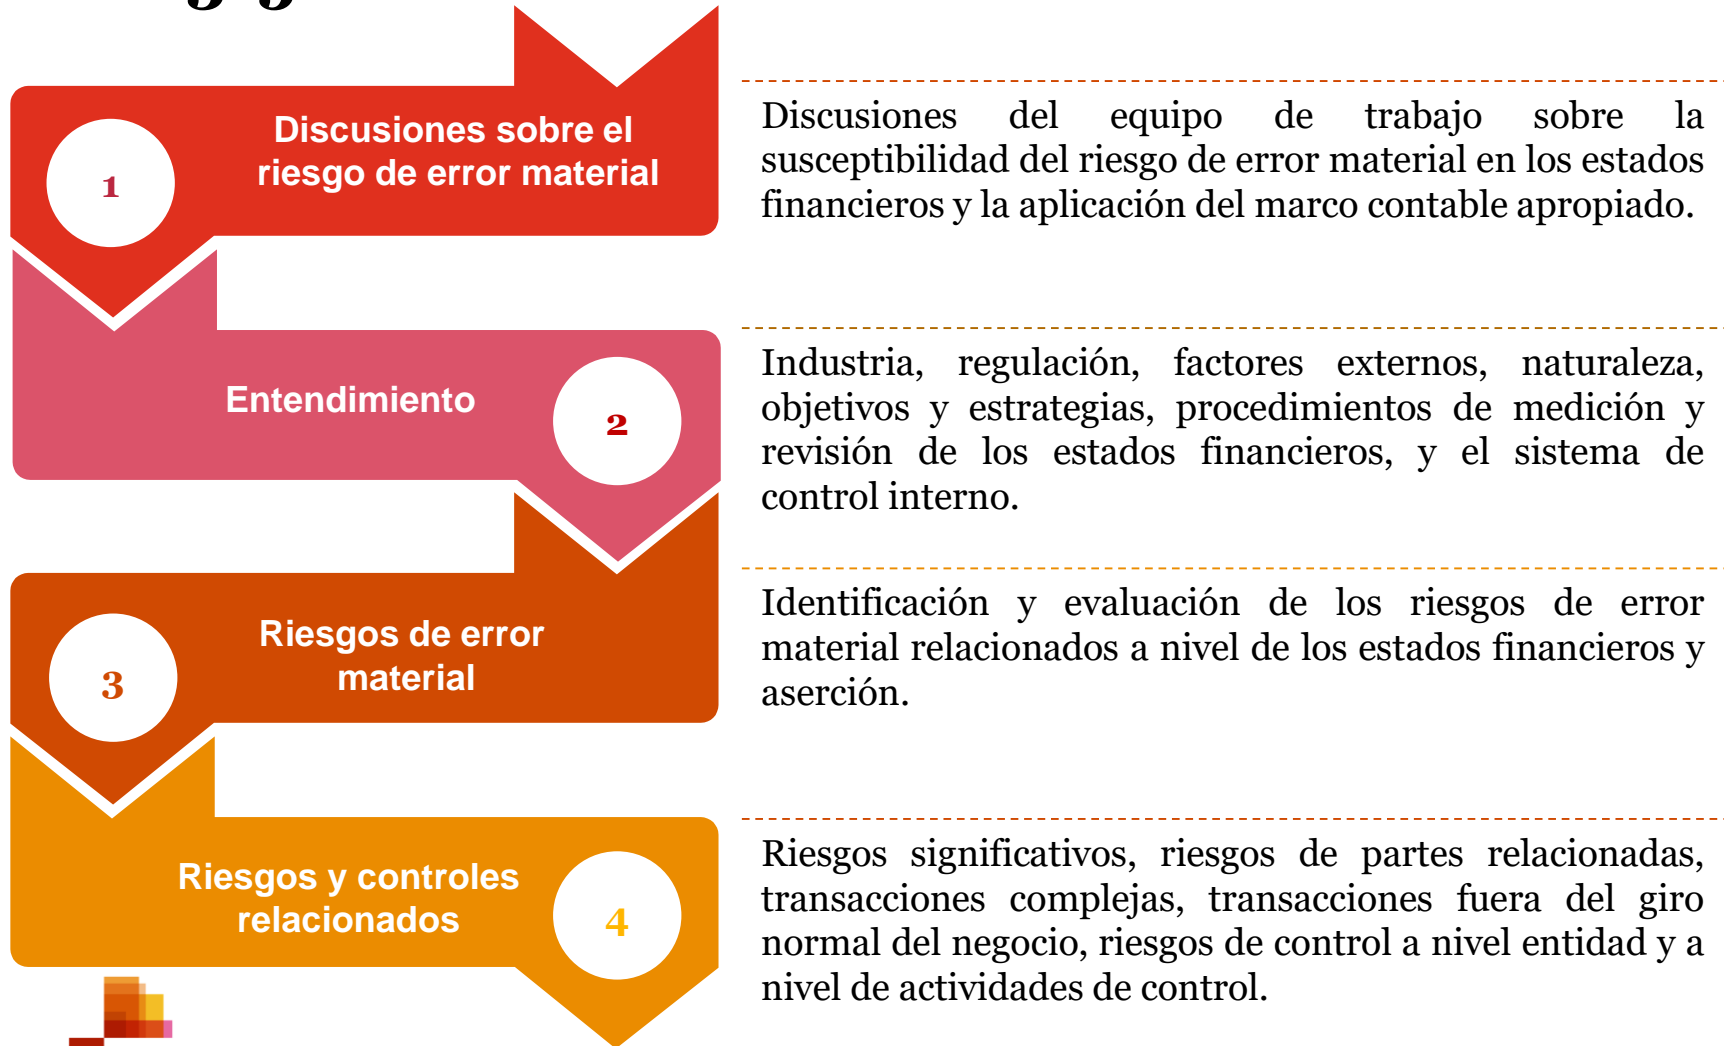 Discusiones sobre el
riesgo de error material
1
Discusiones del equipo de trabajo sobre la
susceptibilidad del riesgo de error material en los estados
financieros y la aplicación del marco contable apropiado.
Entendimiento
2
Industria, regulación, factores externos, naturaleza,
objetivos y estrategias, procedimientos de medición y
revisión de los estados financieros, y el sistema de
control interno.
Riesgos de error
material
3
Identificación y evaluación de los riesgos de error
material relacionados a nivel de los estados financieros y
aserción.
Riesgos y controles
relacionados
4
Riesgos significativos, riesgos de partes relacionadas,
transacciones complejas, transacciones fuera del giro
normal del negocio, riesgos de control a nivel entidad y a
nivel de actividades de control.